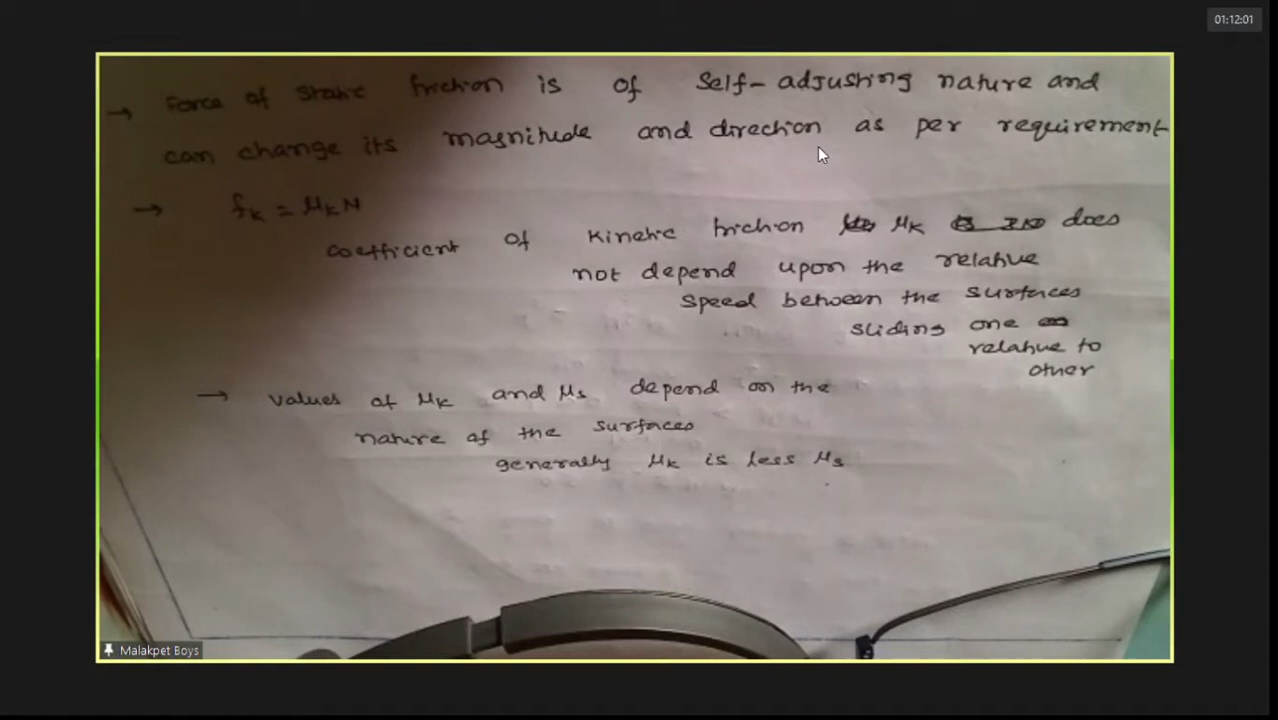 01:12:01
→ Force of static friction is of Self-adjusting nature and
can change its magnitude and direction as per requirement
→ fk = μkN
coefficient of kinetic friction μk does
not depend upon the relative
speed between the surfaces
sliding one
relative to
other
→ values of μk and μs depend on the
nature of the surfaces
generally μk is less μs
Malakpet Boys